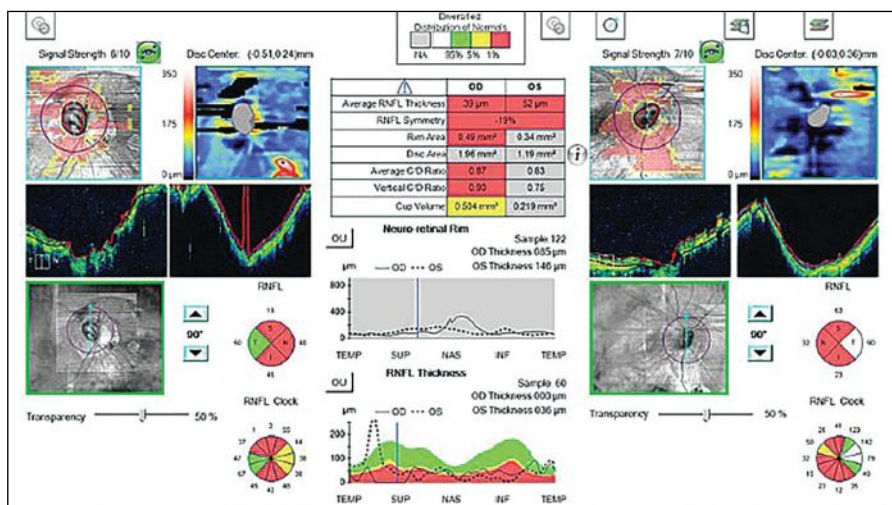 Diversified
Distribution of Normals
NA 95% 5% 1%
Signal Strength 6/10
Disc Center: (-0.51,0.24)mm
350
175
0 µm
OD OS
Average RNFL Thickness 39 µm 52 µm
RNFL Symmetry -19%
Rim Area 0.49 mm² 0.34 mm²
Disc Area 1.96 mm² 1.19 mm²
Average C/D Ratio 0.87 0.83
Vertical C/D Ratio 0.90 0.75
Cup Volume 0.504 mm³ 0.219 mm³
Signal Strength 7/10
Disc Center: (-0.03,0.36)mm
350
175
0 µm
OU
Neuro-retinal Rim
Sample 122
OD Thickness 085 µm
OS Thickness 146 µm
µm
OD OS
800
400
0
TEMP SUP NAS INF TEMP
OU
RNFL Thickness
Sample: 60
OD Thickness 000 µm
OS Thickness 036 µm
µm
OD OS
200
100
0
TEMP SUP NAS INF TEMP
RNFL
90°
S
60 T N
I
45
Transparency 50 %
RNFL Clock
RNFL
90°
63
S
32 N T 60
I
23
Transparency 50 %
RNFL Clock